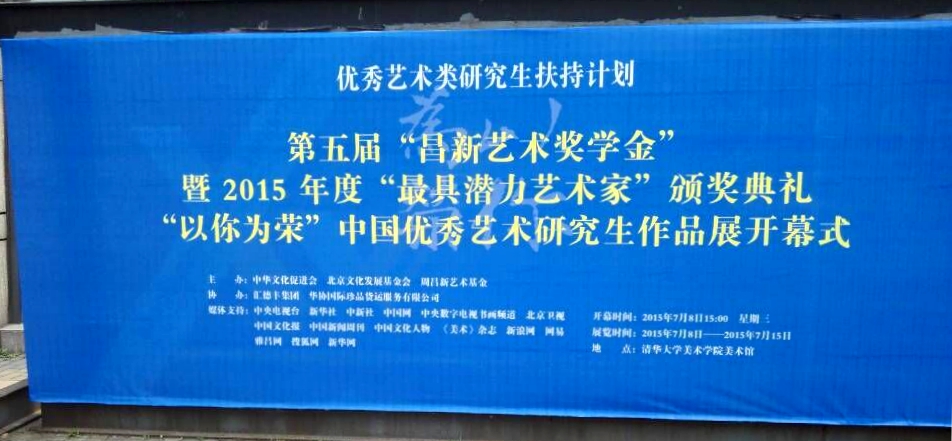 优秀艺术类研究生扶持计划
第五届“昌新艺术奖学金”
暨 2015 年度“最具潜力艺术家”颁奖典礼
“以你为荣”中国优秀艺术研究生作品展开幕式
主 办：中华文化促进会 北京文化发展基金会 周昌新艺术基金
协 办：汇德丰集团 华协国际珍品货运服务有限公司
媒体支持：中央电视台 新华社 中新社 中国网 中央数字电视书画频道 北京卫视
中国文化报 中国新闻周刊 中国文化人物 《美术》杂志 新浪网 网易
雅昌网 搜狐网 新华网
开幕时间：2015年7月8日15:00 星期三
展览时间：2015年7月8日——2015年7月15日
地 点：清华大学美术学院美术馆